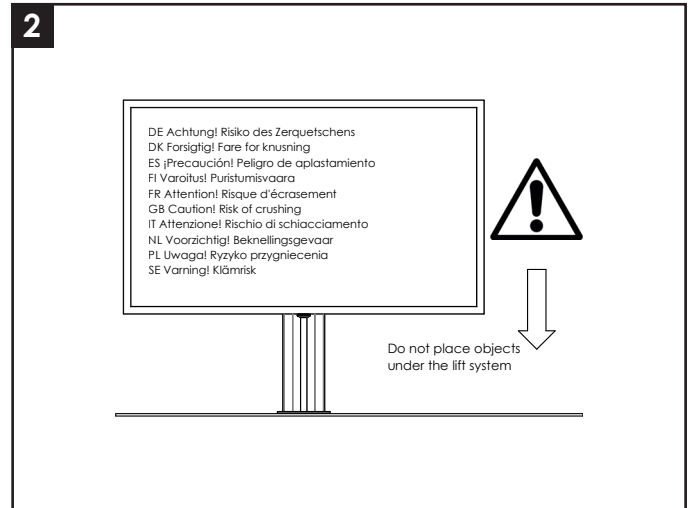 2
DE Achtung! Risiko des Zerquetschens
DK Forsigtig! Fare for knusning
ES ¡Precaución! Peligro de aplastamiento
FI Varoitus! Puristumisvaara
FR Attention! Risque d'écrasement
GB Caution! Risk of crushing
IT Attenzione! Rischio di schiacciamento
NL Voorzichtig! Beknellingsgevaar
PL Uwaga! Ryzyko przygniecenia
SE Varning! Klämrisk
Do not place objects
under the lift system